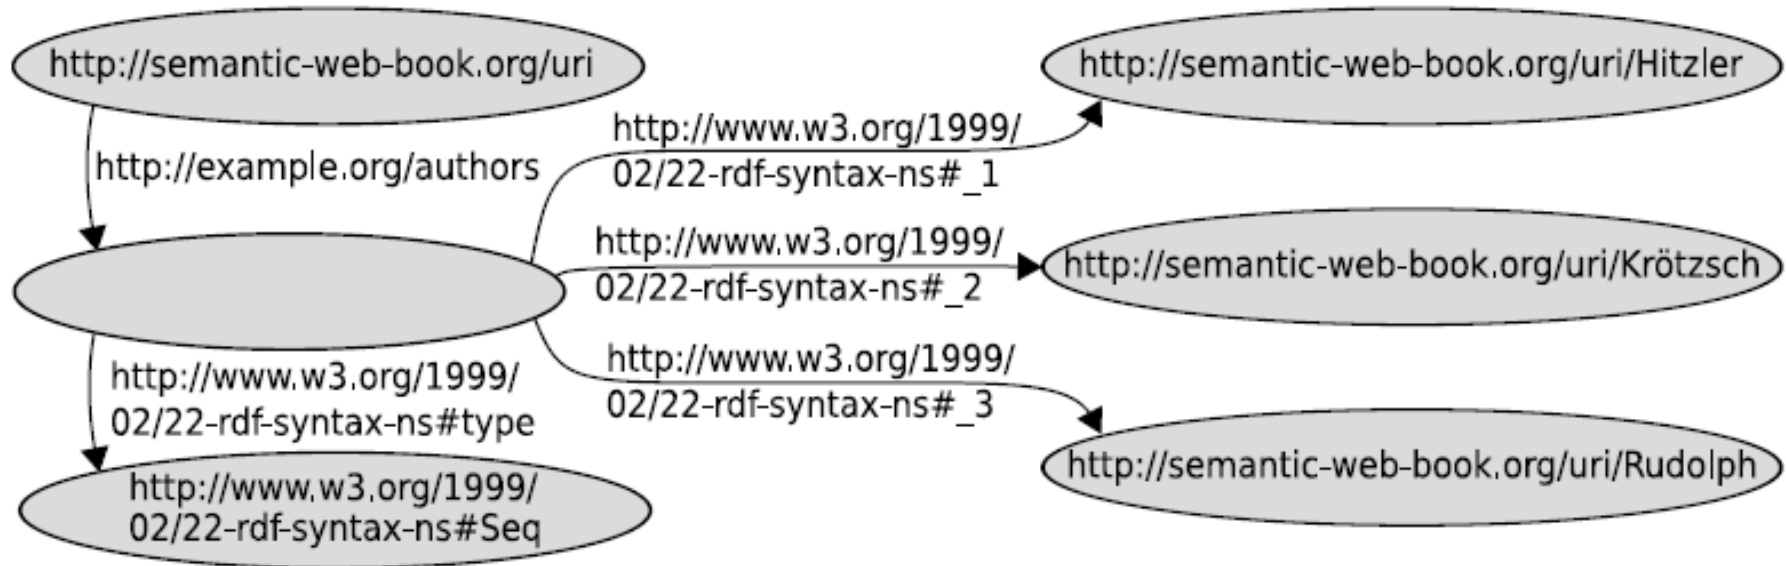 http://semantic-web-book.org/uri
http://semantic-web-book.org/uri/Hitzler
http://www.w3.org/1999/
02/22-rdf-syntax-ns#_1
http://example.org/authors
http://www.w3.org/1999/
02/22-rdf-syntax-ns#_2
http://semantic-web-book.org/uri/Krötzsch
http://www.w3.org/1999/
02/22-rdf-syntax-ns#_3
http://www.w3.org/1999/
02/22-rdf-syntax-ns#type
http://semantic-web-book.org/uri/Rudolph
http://www.w3.org/1999/
02/22-rdf-syntax-ns#Seq